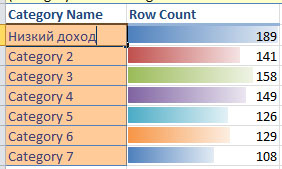 Category Name Row Count
Низкий доход 189
Category 2 141
Category 3 158
Category 4 149
Category 5 126
Category 6 129
Category 7 108